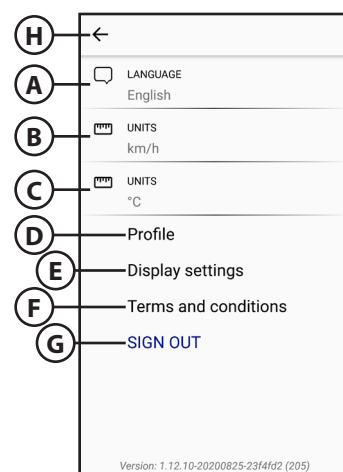 H
A LANGUAGE
English
B UNITS
km/h
C UNITS
°C
D Profile
E Display settings
F Terms and conditions
G SIGN OUT
Version: 1.12.10-20200825-23f4fd2 (205)